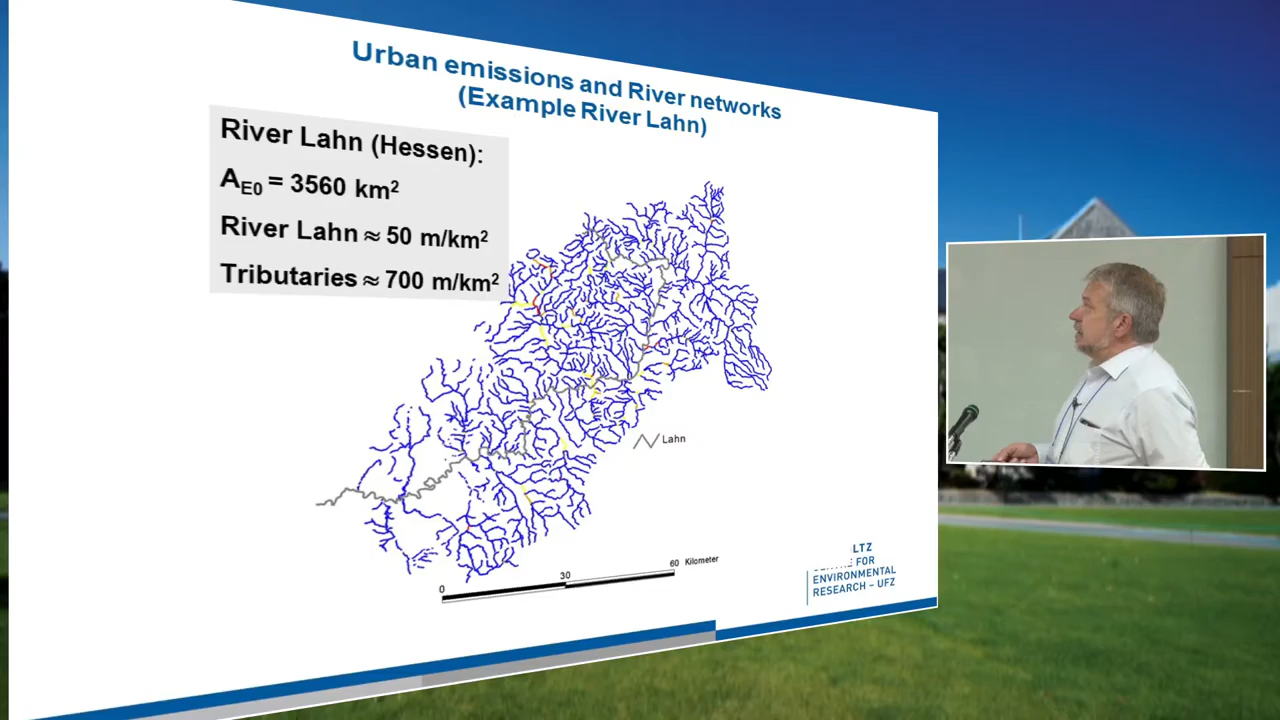 Urban emissions and River networks
(Example River Lahn)
River Lahn (Hessen):
AE0 = 3560 km²
River Lahn ≈ 50 m/km²
Tributaries ≈ 700 m/km²
Lahn
0 30 60 Kilometer
LTZ
FOR
ENVIRONMENTAL
RESEARCH – UFZ